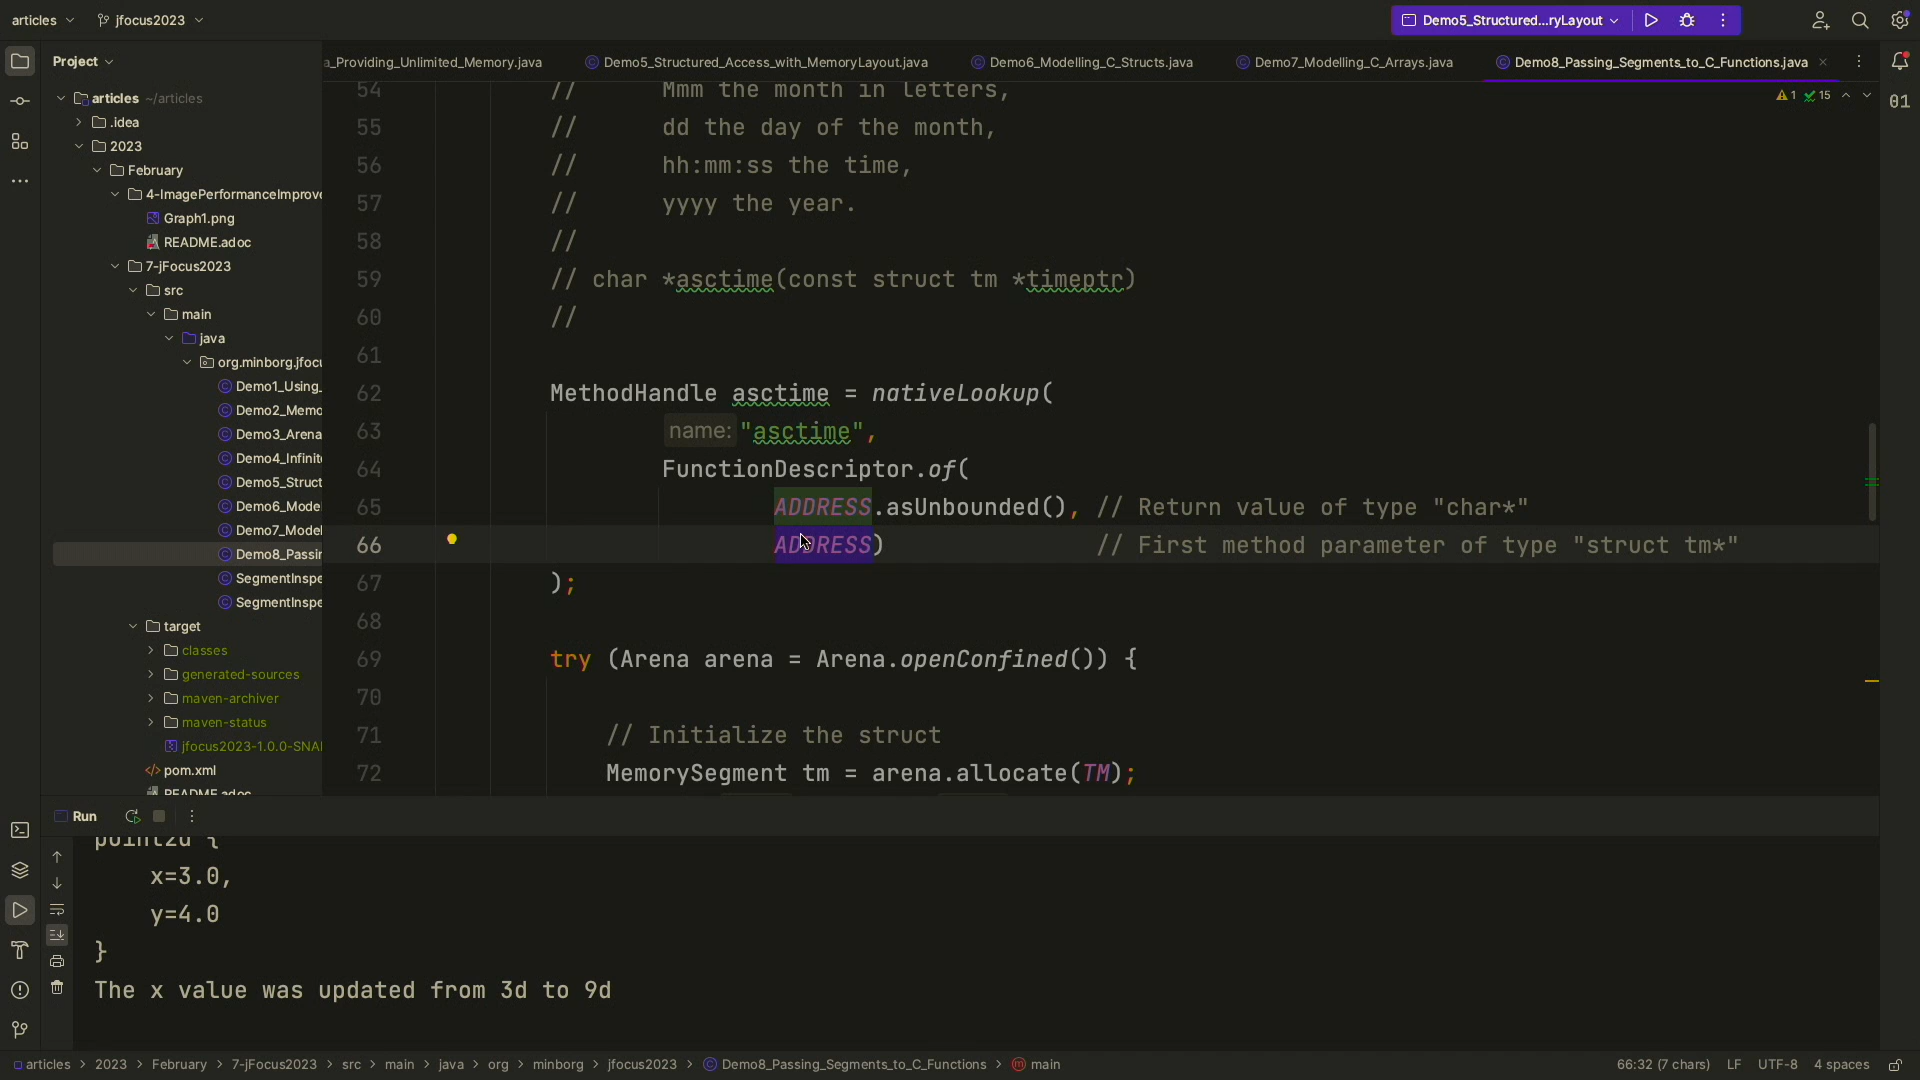 articles
jfocus2023
Demo5_Structured...ryLayout
Project
a_Providing_Unlimited_Memory.java
Demo5_Structured_Access_with_MemoryLayout.java
Demo6_Modelling_C_Structs.java
Demo7_Modelling_C_Arrays.java
Demo8_Passing_Segments_to_C_Functions.java
1 15
01
articles ~/articles
.idea
2023
February
4-ImagePerformanceImprove
Graph1.png
README.adoc
7-jFocus2023
src
main
java
org.minborg.jfocu
Demo1_Using_
Demo2_Memo
Demo3_Arena
Demo4_Infinit
Demo5_Struct
Demo6_Model
Demo7_Model
Demo8_Passin
SegmentInspe
SegmentInspe
target
classes
generated-sources
maven-archiver
maven-status
jfocus2023-1.0.0-SNA
pom.xml
README.adoc
54 // Mmm the month in letters,
55 // dd the day of the month,
56 // hh:mm:ss the time,
57 // yyyy the year.
58 //
59 // char *asctime(const struct tm *timeptr)
60 //
61
62 MethodHandle asctime = nativeLookup(
63 name: "asctime",
64 FunctionDescriptor.of(
65 ADDRESS.asUnbounded(), // Return value of type "char*"
66 ADDRESS) // First method parameter of type "struct tm*"
67 );
68
69 try (Arena arena = Arena.openConfined()) {
70
71 // Initialize the struct
72 MemorySegment tm = arena.allocate(TM);
Run
point2d {
x=3.0,
y=4.0
}
The x value was updated from 3d to 9d
articles > 2023 > February > 7-jFocus2023 > src > main > java > org > minborg > jfocus2023 > Demo8_Passing_Segments_to_C_Functions > main
66:32 (7 chars) LF UTF-8 4 spaces